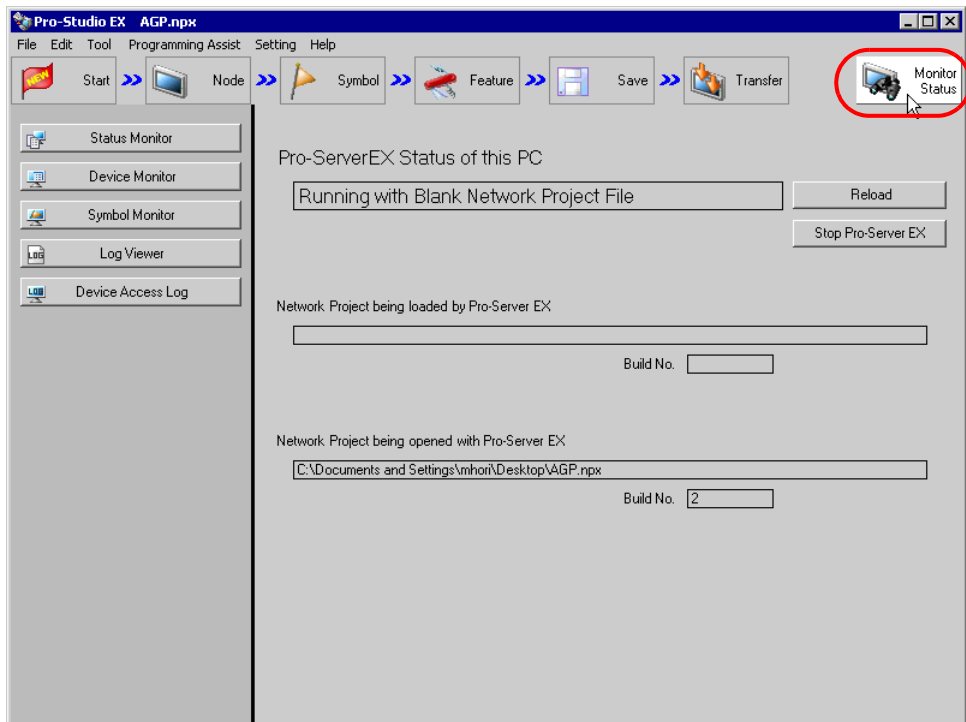 Pro-Studio EX AGP.npx
File Edit Tool Programming Assist Setting Help
NEW Start Node Symbol Feature Save Transfer Monitor Status
Status Monitor
Device Monitor
Symbol Monitor
LOG Log Viewer
LOG Device Access Log
Pro-ServerEX Status of this PC
Running with Blank Network Project File
Reload
Stop Pro-Server EX
Network Project being loaded by Pro-Server EX
Build No.
Network Project being opened with Pro-Server EX
C:\Documents and Settings\mhori\Desktop\AGP.npx
Build No. 2